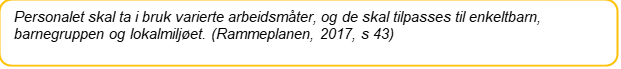 Personalet skal ta i bruk varierte arbeidsmåter, og de skal tilpasses til enkeltbarn,
barnegruppen og lokalmiljøet. (Rammeplanen, 2017, s 43)